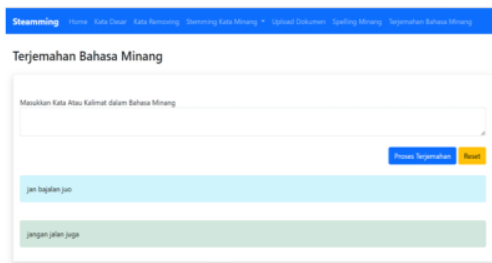 Steamming Home Kata Dasar Kata Removing Stemming Kata Minang Upload Dokumen Spelling Minang Terjemahan Bahasa Minang
Terjemahan Bahasa Minang
Masukkan Kata Atau Kalimat dalam Bahasa Minang
Proses Terjemahan Reset
jan bajalan juo
jangan jalan juga